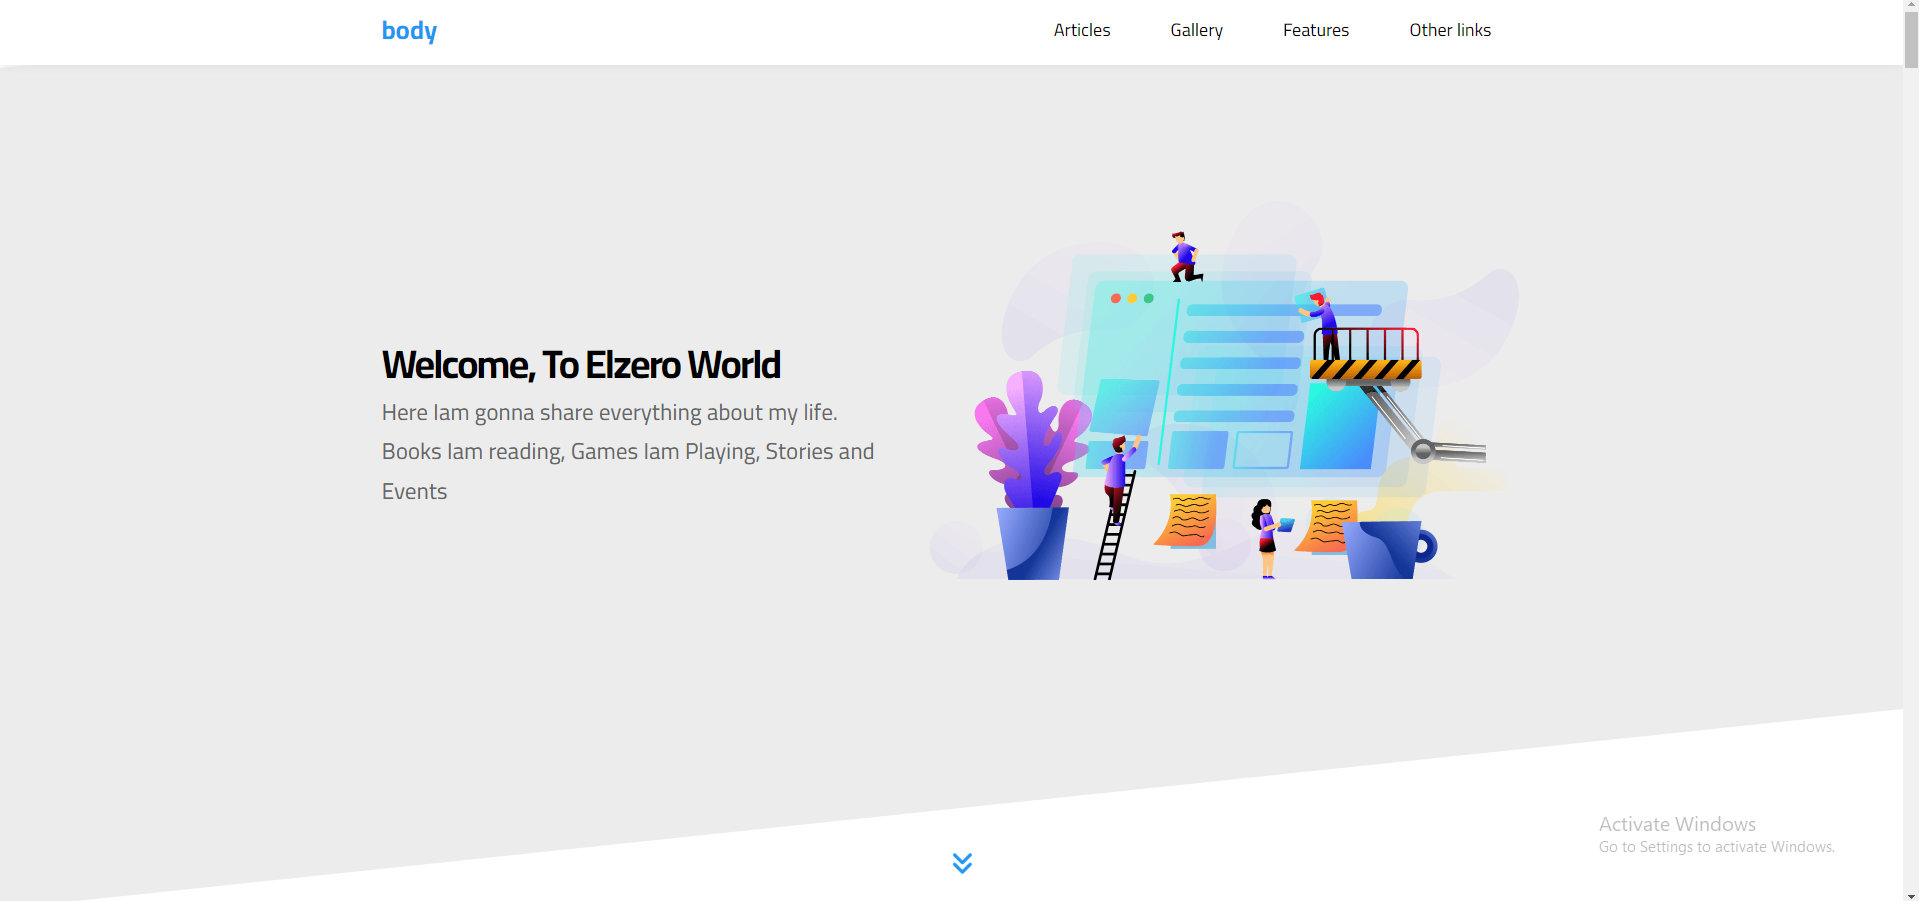 body
Articles
Gallery
Features
Other links
Welcome, To Elzero World
Here Iam gonna share everything about my life.
Books Iam reading, Games Iam Playing, Stories and
Events
Activate Windows
Go to Settings to activate Windows.